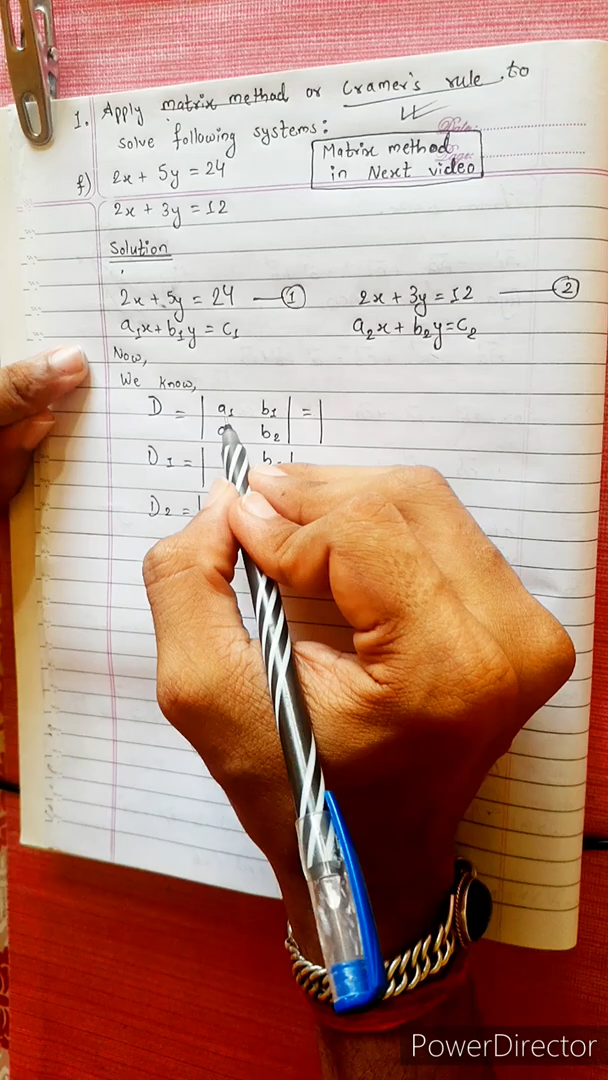 1. Apply matrix method or Cramer's rule to
solve following systems:
Date:
Matrix method
in Next video
f) 2x + 5y = 24
2x + 3y = 12
Solution
2x + 5y = 24 — ① 2x + 3y = 12 — ②
a₁x + b₁y = c₁ a₂x + b₂y = c₂
Now,
We know,
D = | a₁ b₁ | = |
b₂ |
D₁ = |
D₂ =
PowerDirector